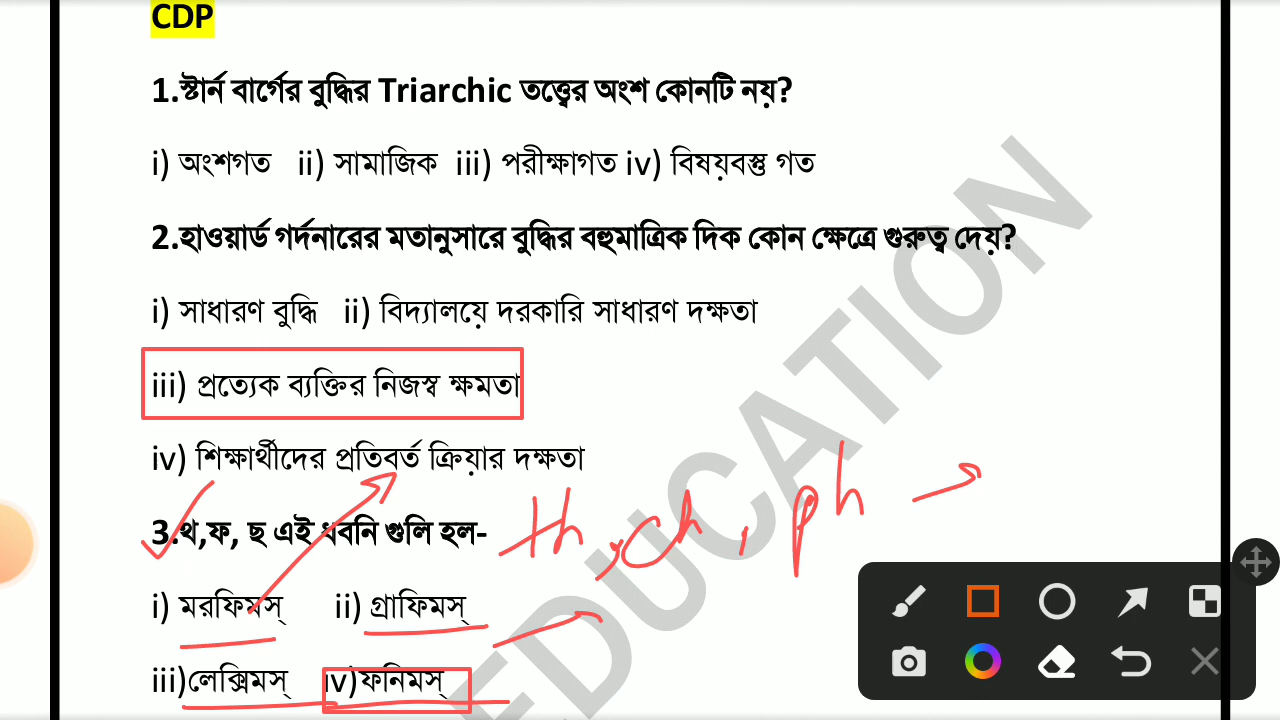 CDP
1.স্টার্ন বার্গের বুদ্ধির Triarchic তত্ত্বের অংশ কোনটি নয়?
i) অংশগত ii) সামাজিক iii) পরীক্ষাগত iv) বিষয়বস্তু গত
2.হাওয়ার্ড গর্দনারের মতানুসারে বুদ্ধির বহুমাত্রিক দিক কোন ক্ষেত্রে গুরুত্ব দেয়?
i) সাধারণ বুদ্ধি ii) বিদ্যালয়ে দরকারি সাধারণ দক্ষতা
iii) প্রত্যেক ব্যক্তির নিজস্ব ক্ষমতা
iv) শিক্ষার্থীদের প্রতিবর্ত ক্রিয়ার দক্ষতা
3.থ,ফ, ছ এই ধবনি গুলি হল- th, ch, ph
i) মরফিমস্ ii) গ্রাফিমস্
iii)লেক্সিমস্ iv)ফনিমস্
EDUCATION